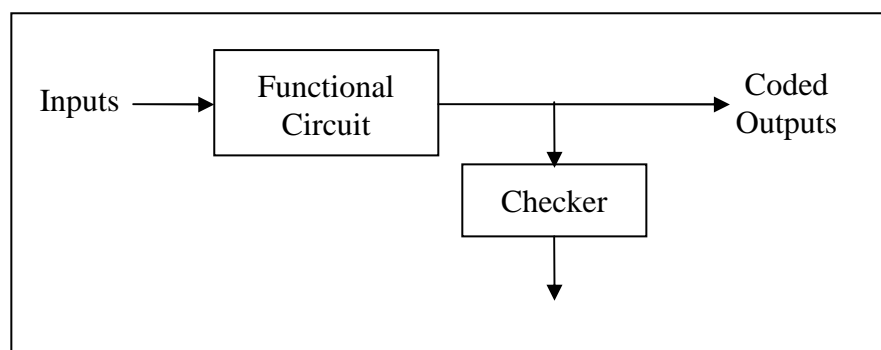 Inputs
Functional
Circuit
Coded
Outputs
Checker